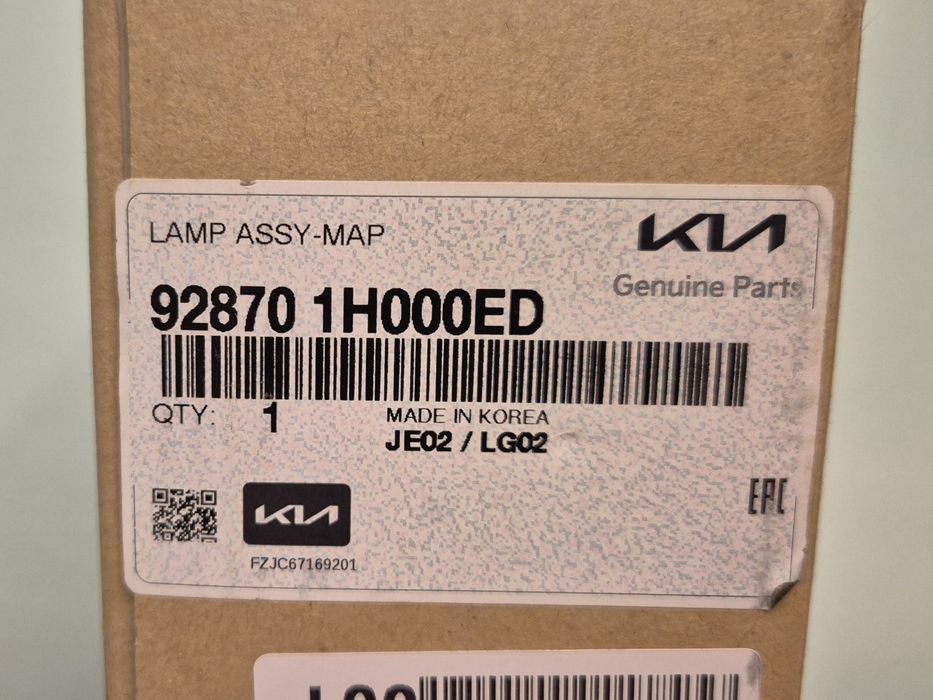 LAMP ASSY-MAP
KIA
Genuine Parts
92870 1H000ED
QTY: 1
MADE IN KOREA
JE02 / LG02
EAC
KIA
FZJC67169201